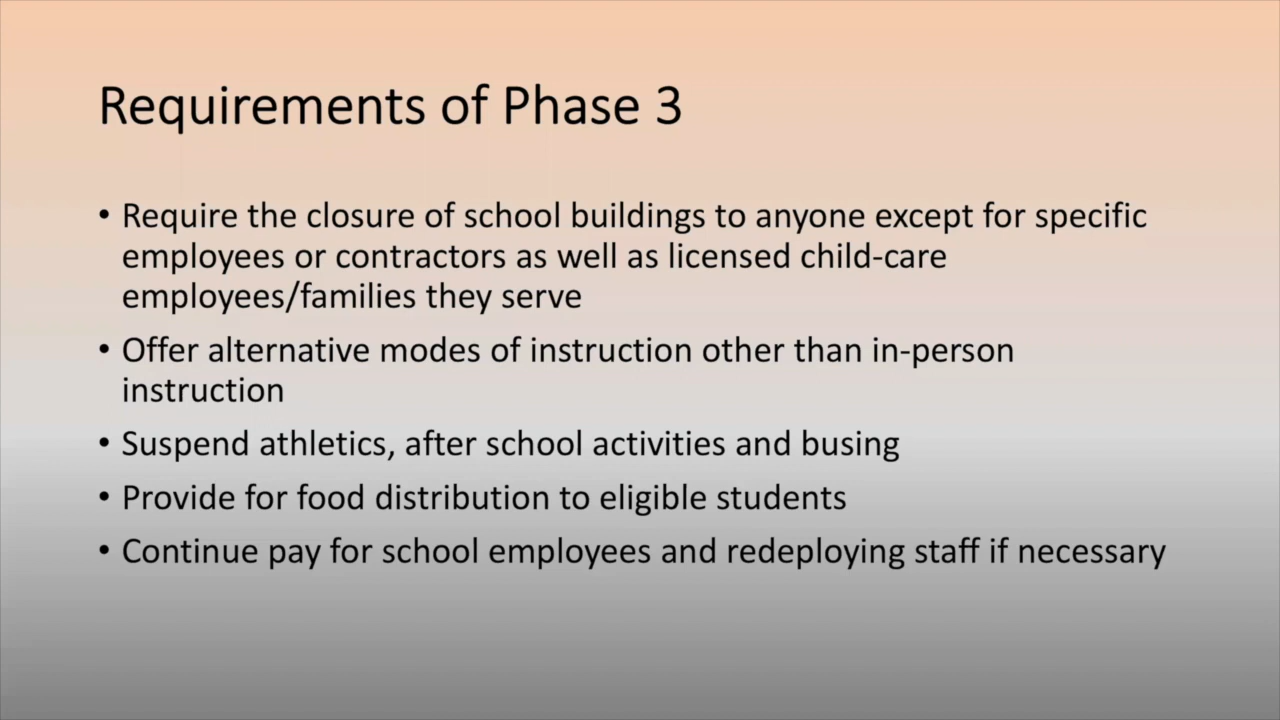 Requirements of Phase 3
• Require the closure of school buildings to anyone except for specific
employees or contractors as well as licensed child-care
employees/families they serve
• Offer alternative modes of instruction other than in-person
instruction
• Suspend athletics, after school activities and busing
• Provide for food distribution to eligible students
• Continue pay for school employees and redeploying staff if necessary